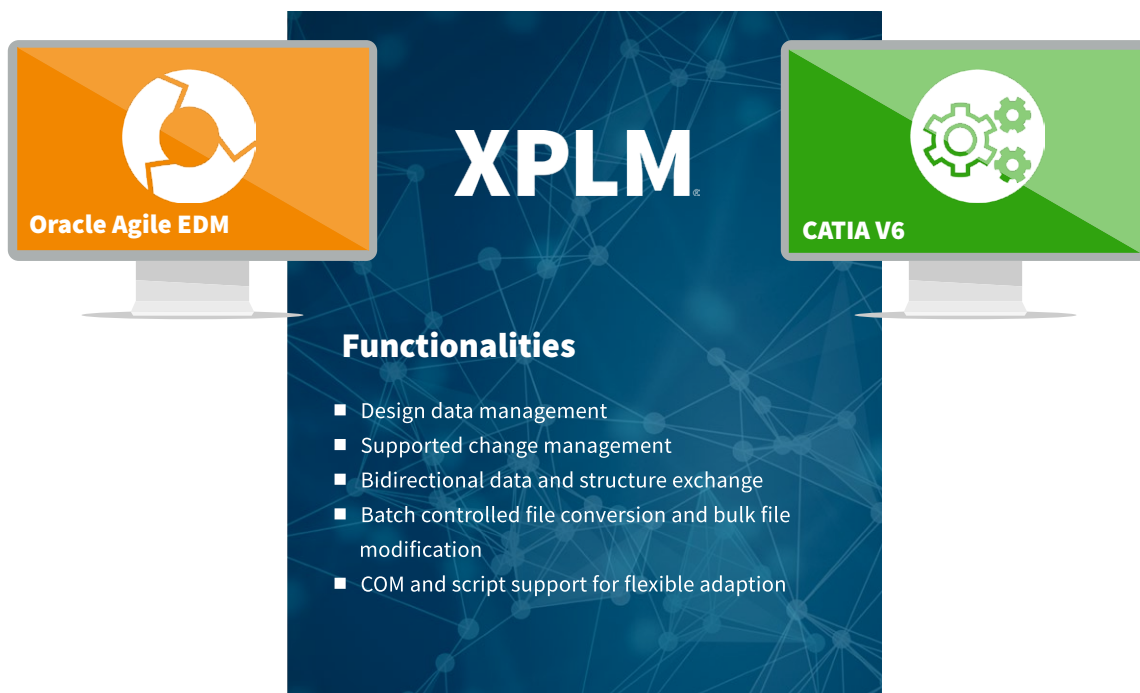 XPLM®
Oracle Agile EDM
CATIA V6
Functionalities
■ Design data management
■ Supported change management
■ Bidirectional data and structure exchange
■ Batch controlled file conversion and bulk file
modification
■ COM and script support for flexible adaption